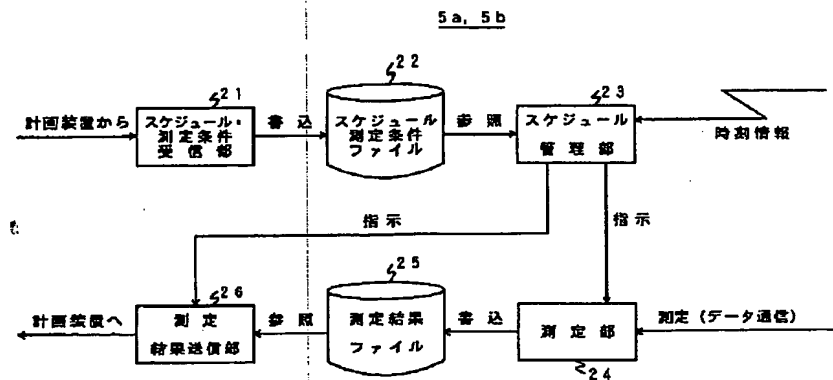 5a, 5b
21
22
23
計画装置から
スケジュール・
測定条件
受信部
書込
スケジュール
測定条件
ファイル
参照
スケジュール
管理部
時刻情報
指示
指示
25
26
計画装置へ
測定
結果送信部
参照
測定結果
ファイル
書込
測定部
測定(データ通信)
24